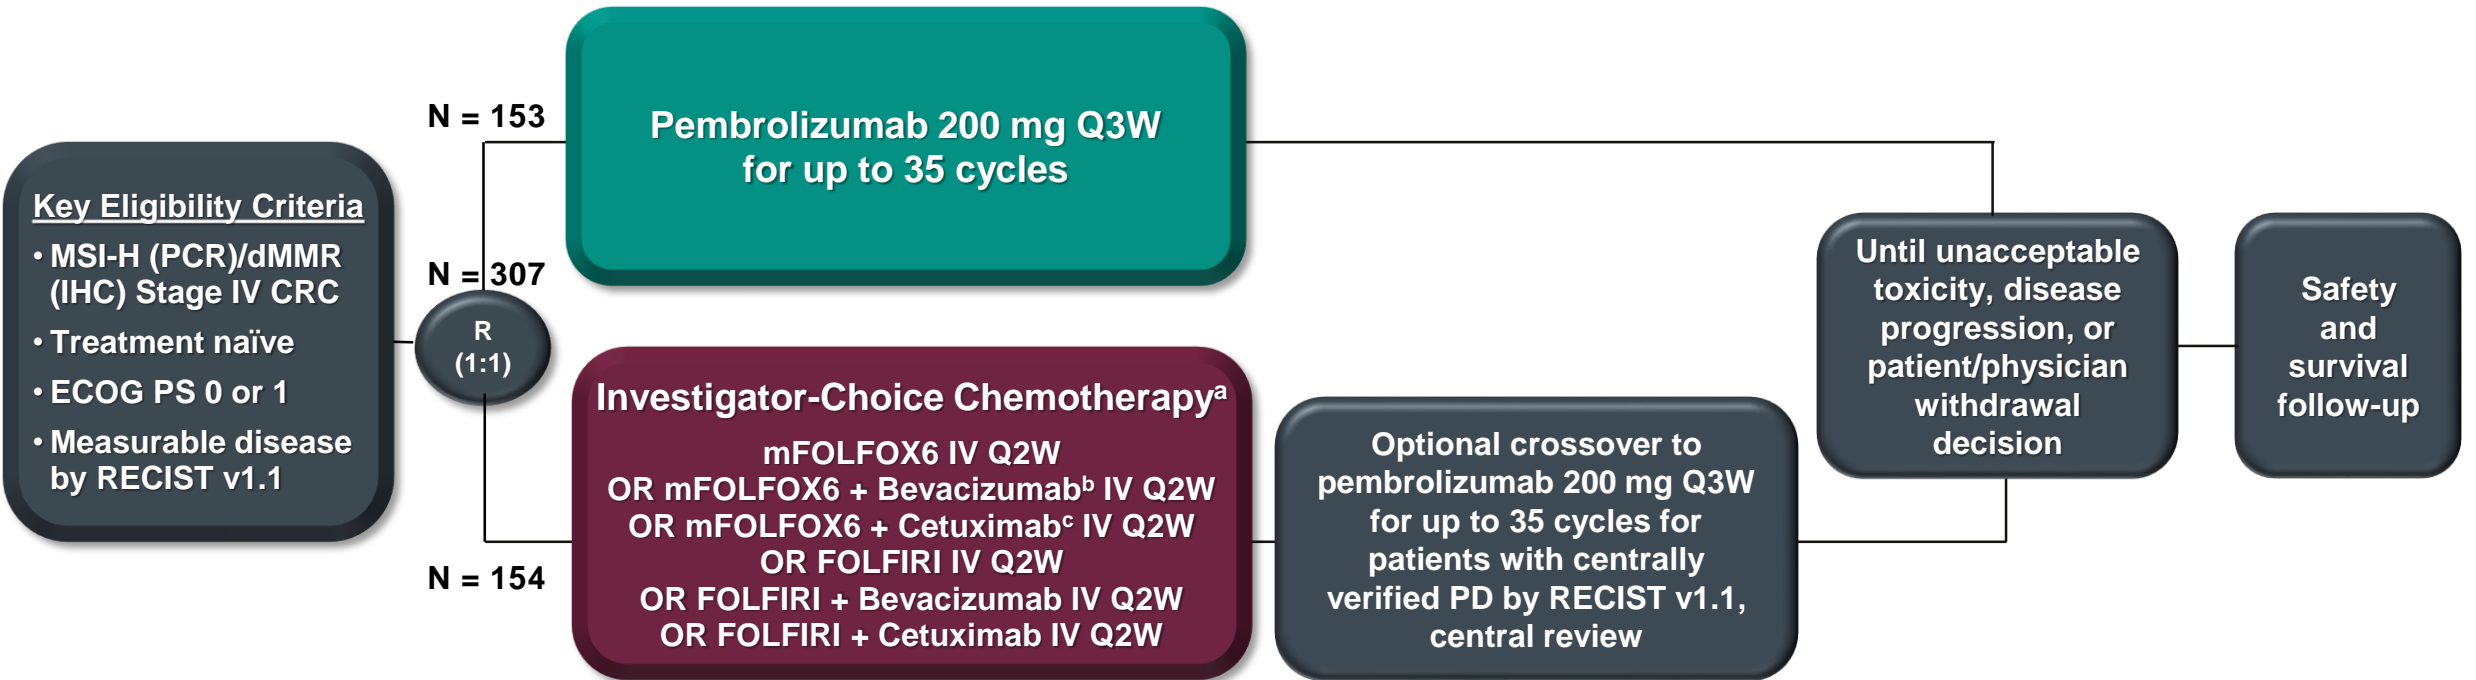 Key Eligibility Criteria
• MSI-H (PCR)/dMMR
(IHC) Stage IV CRC
• Treatment naïve
• ECOG PS 0 or 1
• Measurable disease
by RECIST v1.1
N = 153
N = 307
R
(1:1)
N = 154
Pembrolizumab 200 mg Q3W
for up to 35 cycles
Investigator-Choice Chemotherapyᵃ
mFOLFOX6 IV Q2W
OR mFOLFOX6 + Bevacizumabᵇ IV Q2W
OR mFOLFOX6 + Cetuximabᶜ IV Q2W
OR FOLFIRI IV Q2W
OR FOLFIRI + Bevacizumab IV Q2W
OR FOLFIRI + Cetuximab IV Q2W
Optional crossover to
pembrolizumab 200 mg Q3W
for up to 35 cycles for
patients with centrally
verified PD by RECIST v1.1,
central review
Until unacceptable
toxicity, disease
progression, or
patient/physician
withdrawal
decision
Safety
and
survival
follow-up